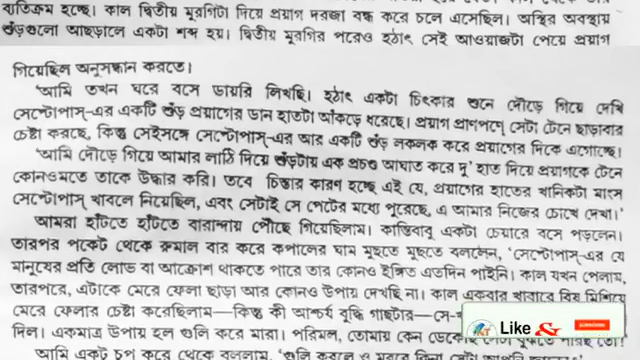 ব্যতিক্রম হচ্ছে। কাল দ্বিতীয় মুরগিটা দিয়ে প্রয়াগ দরজা বন্ধ করে চলে এসেছিল। অস্থির অবস্থায়
শুঁড়গুলো আছড়ালে একটা শব্দ হয়। দ্বিতীয় মুরগির পরেও হঠাৎ সেই আওয়াজটা পেয়ে প্রয়াগ
গিয়েছিল অনুসন্ধান করতে।
'আমি তখন ঘরে বসে ডায়রি লিখছি। হঠাৎ একটা চিৎকার শুনে দৌড়ে গিয়ে দেখি
সেপ্টোপাস্-এর একটি শুঁড় প্রয়াগের ডান হাতটা আঁকড়ে ধরেছে। প্রয়াগ প্রাণপণে সেটা টেনে ছাড়াবার
চেষ্টা করছে, কিন্তু সেইসঙ্গে সেপ্টোপাস্-এর আর একটি শুঁড় লকলক করে প্রয়াগের দিকে এগোচ্ছে।
'আমি দৌড়ে গিয়ে আমার লাঠি দিয়ে শুঁড়টায় এক প্রচণ্ড আঘাত করে দু' হাত দিয়ে প্রয়াগকে টেনে
কোনওমতে তাকে উদ্ধার করি। তবে চিন্তার কারণ হচ্ছে এই যে, প্রয়াগের হাতের খানিকটা মাংস
সেপ্টোপাস্ খাবলে নিয়েছিল, এবং সেটাই সে পেটের মধ্যে পুরেছে, এ আমার নিজের চোখে দেখা।'
আমরা হাঁটতে হাঁটতে বারান্দায় পৌঁছে গিয়েছিলাম। কান্তিবাবু একটা চেয়ারে বসে পড়লেন।
তারপর পকেট থেকে রুমাল বার করে কপালের ঘাম মুছতে মুছতে বললেন, 'সেপ্টোপাস্-এর যে
মানুষের প্রতি লোভ বা আক্রোশ থাকতে পারে তার কোনও ইঙ্গিত এতদিন পাইনি। কাল যখন পেলাম,
তারপরে, এটাকে মেরে ফেলা ছাড়া আর কোনও উপায় দেখছি না। কাল একবার খাবারে বিষ মিশিয়ে
মেরে ফেলার চেষ্টা করেছিলাম—কিন্তু কী আশ্চর্য বুদ্ধি গাছটার—সে-
দিল। একমাত্র উপায় হল গুলি করে মারা। পরিমল, তোমায় কেন ডেকেছি
আমি একটু চুপ করে থেকে বললাম, 'গুলি করলে ও মরবে কিনা সেটা
Like &